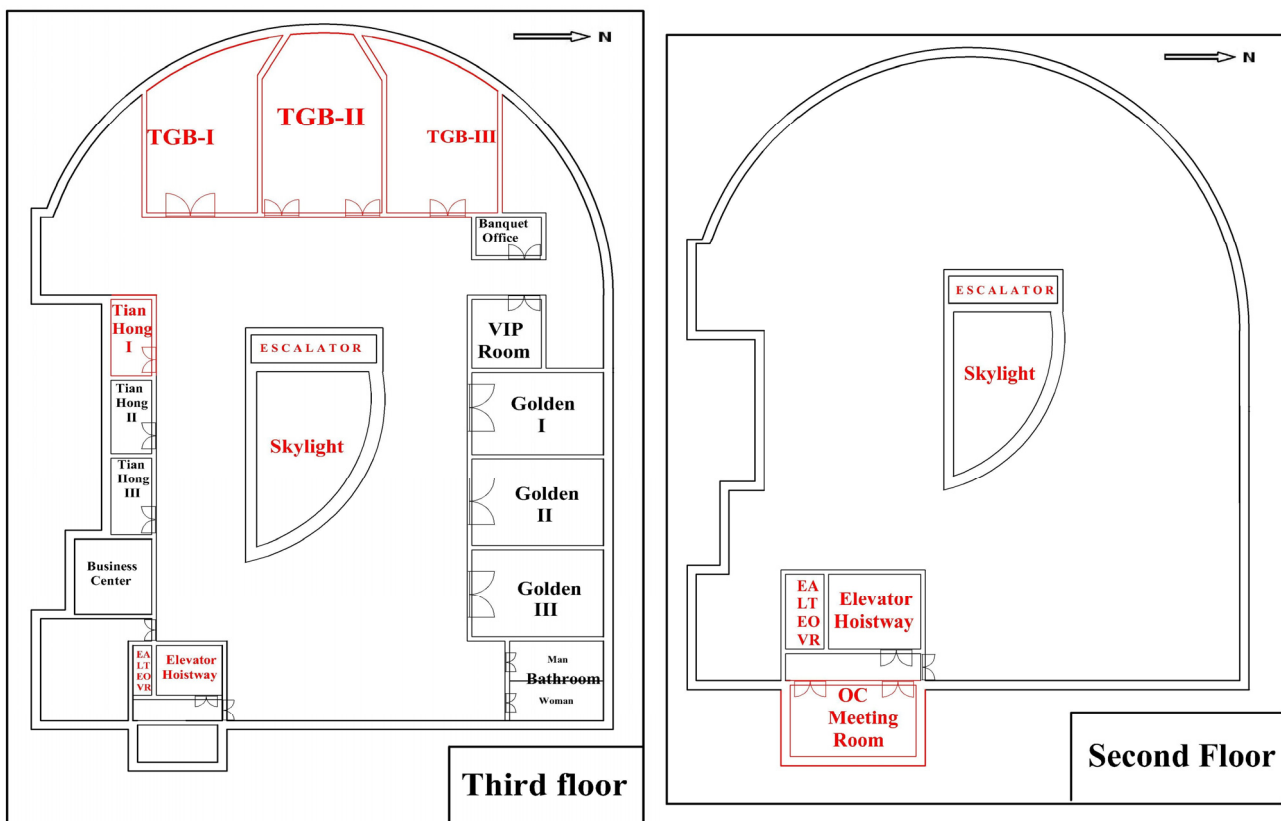 N
TGB-I
TGB-II
TGB-III
Banquet
Office
Tian
Hong
I
ESCALATOR
VIP
Room
Tian
Hong
II
Skylight
Golden
I
Tian
Hong
III
Golden
II
Business
Center
Golden
III
EA
LT
EO
VR
Elevator
Hoistway
Man
Bathroom
Woman
Third floor
N
ESCALATOR
Skylight
EA
LT
EO
VR
Elevator
Hoistway
OC
Meeting
Room
Second Floor